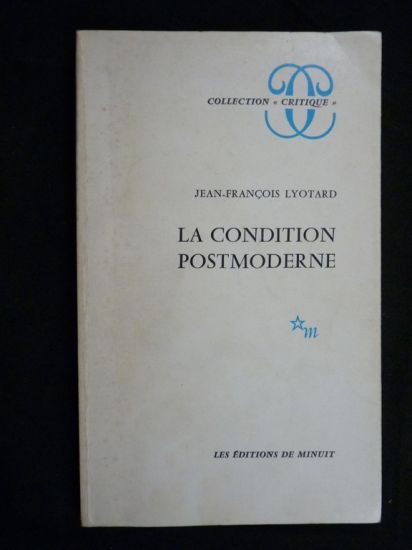 COLLECTION « CRITIQUE »
JEAN-FRANÇOIS LYOTARD
LA CONDITION
POSTMODERNE
m
LES ÉDITIONS DE MINUIT